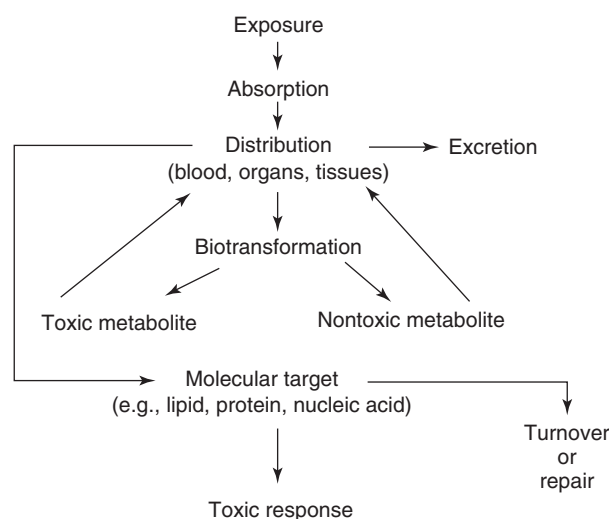 Exposure
Absorption
Distribution
(blood, organs, tissues)
Excretion
Biotransformation
Toxic metabolite
Nontoxic metabolite
Molecular target
(e.g., lipid, protein, nucleic acid)
Turnover
or
repair
Toxic response